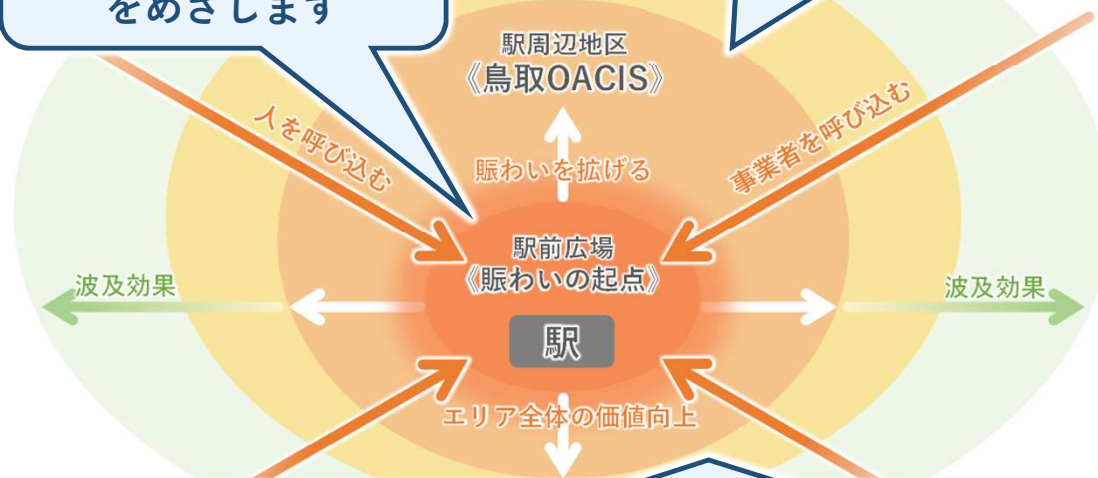 をめざします
駅周辺地区
《鳥取OACIS》
人を呼び込む
事業者を呼び込む
賑わいを拡げる
駅前広場
《賑わいの起点》
波及効果
波及効果
駅
エリア全体の価値向上